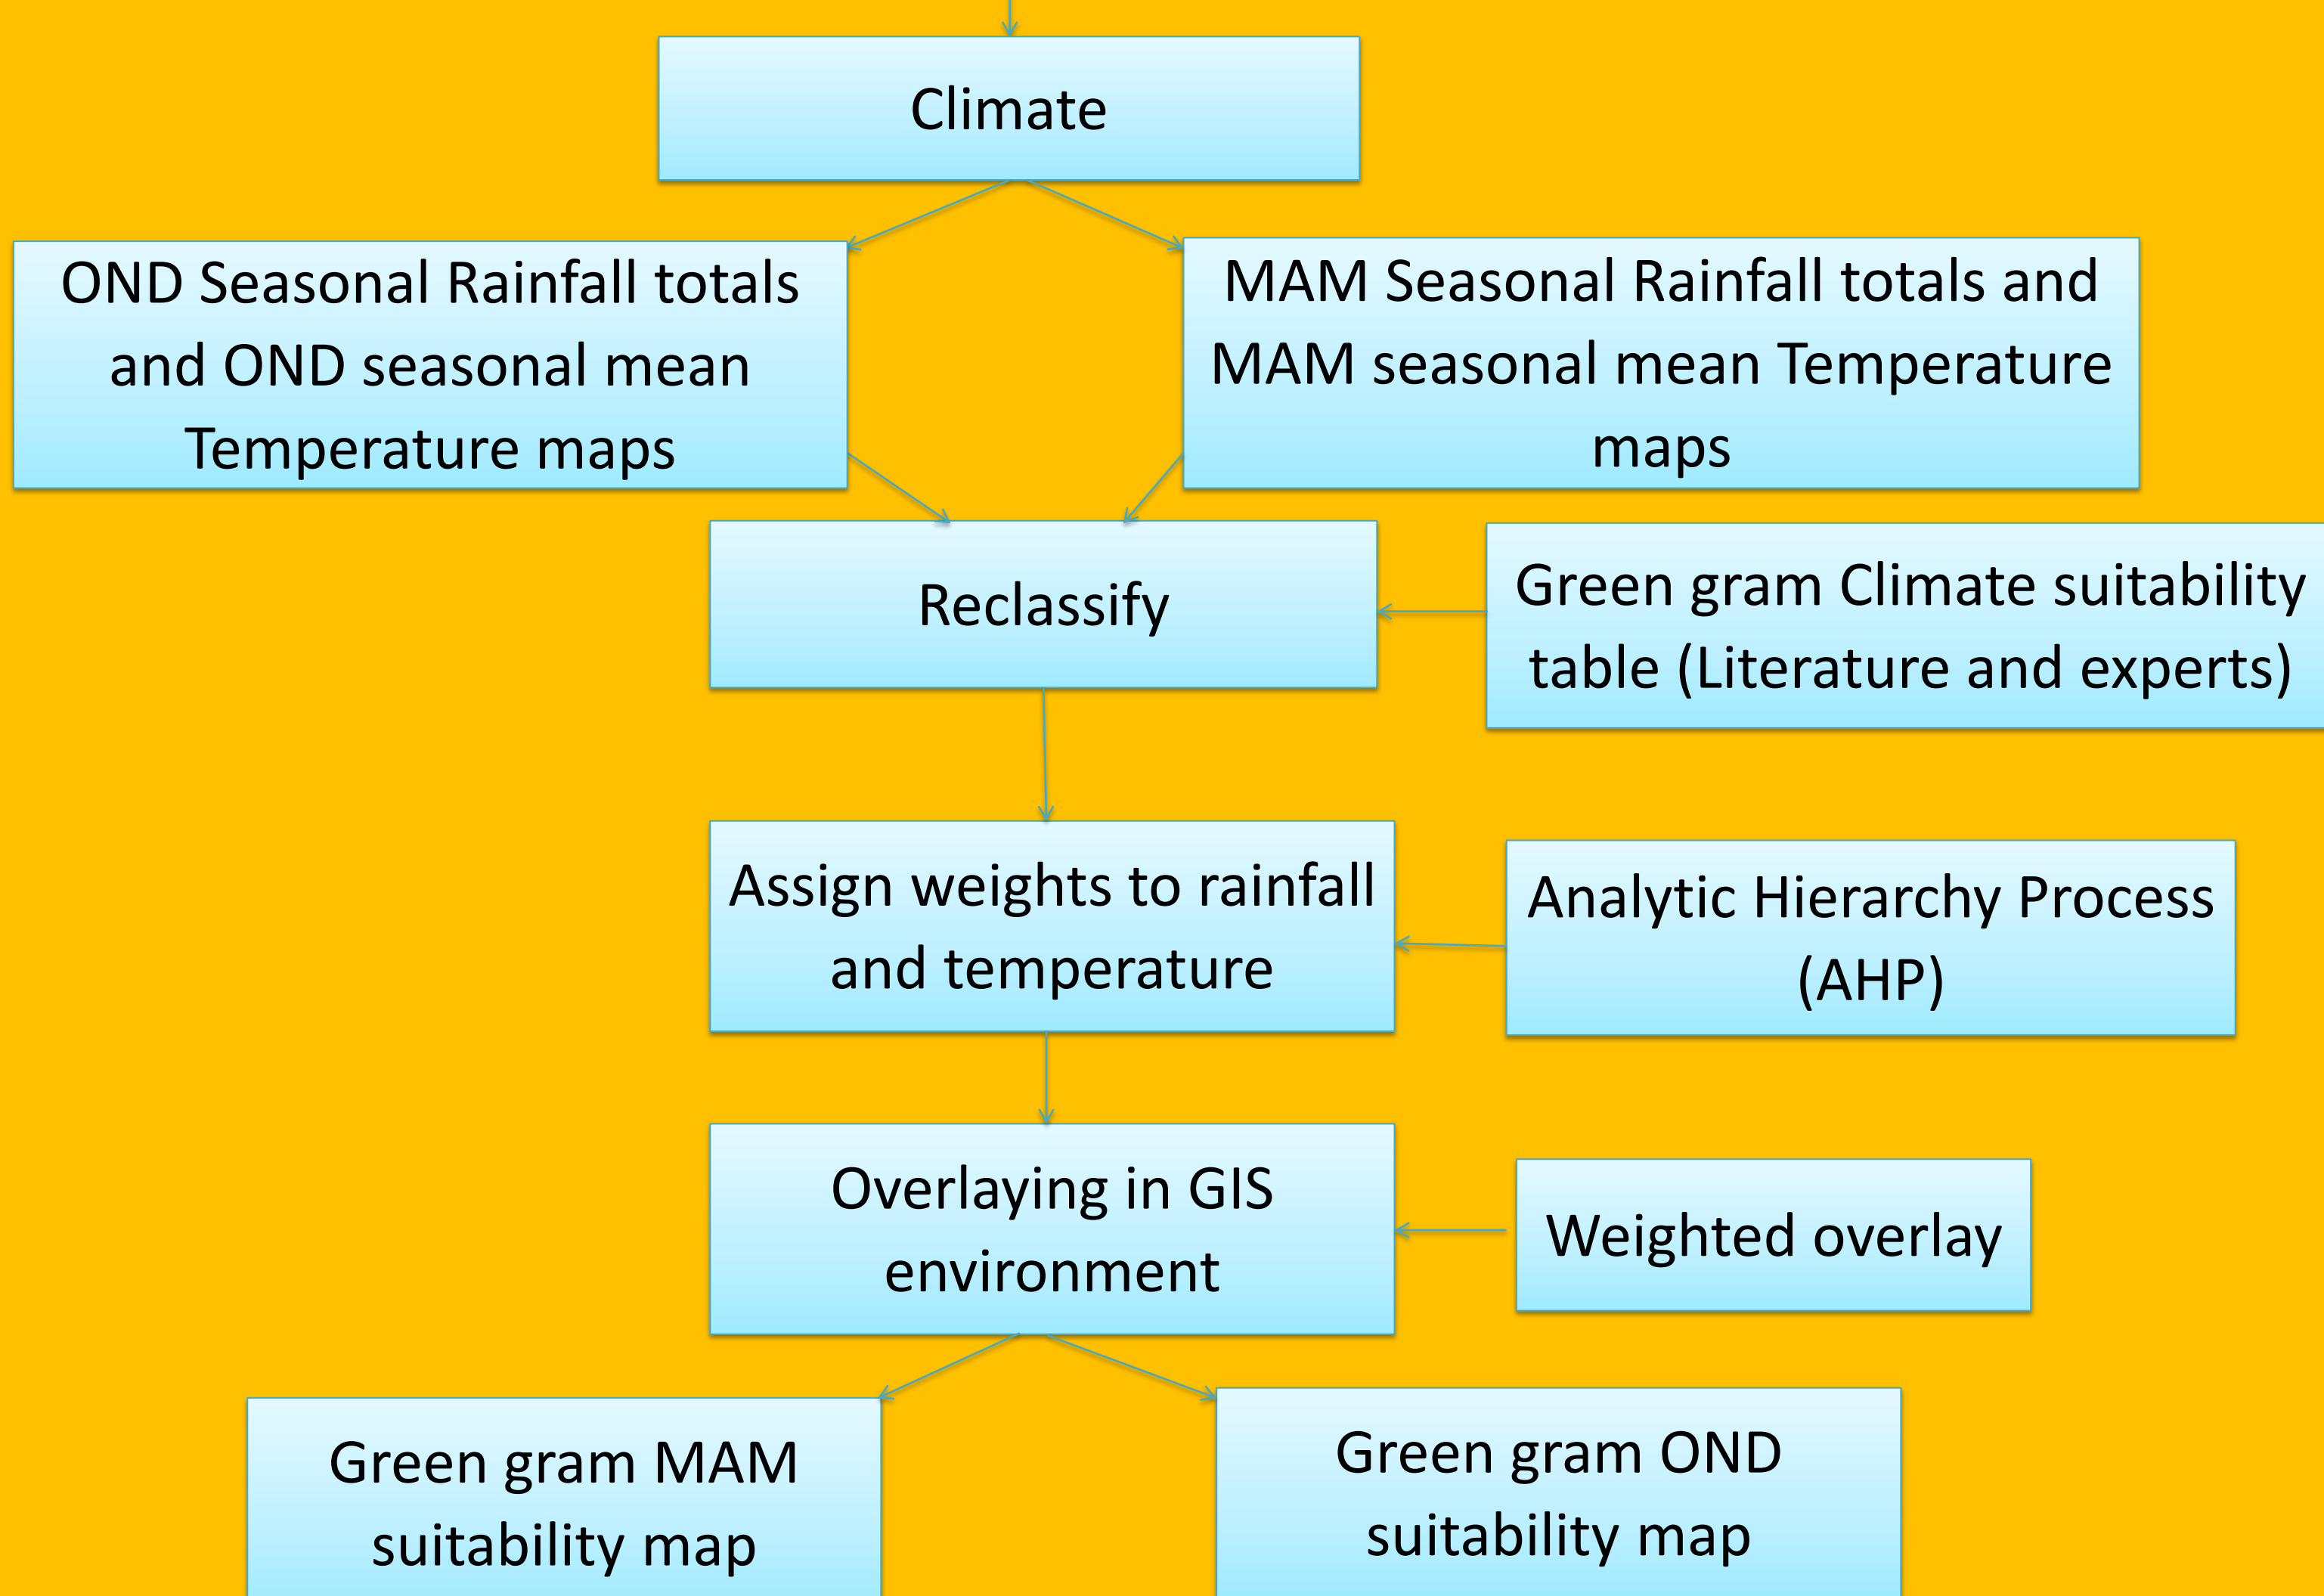 Climate
OND Seasonal Rainfall totals
and OND seasonal mean
Temperature maps
MAM Seasonal Rainfall totals and
MAM seasonal mean Temperature
maps
Reclassify
Green gram Climate suitability
table (Literature and experts)
Assign weights to rainfall
and temperature
Analytic Hierarchy Process
(AHP)
Overlaying in GIS
environment
Weighted overlay
Green gram MAM
suitability map
Green gram OND
suitability map